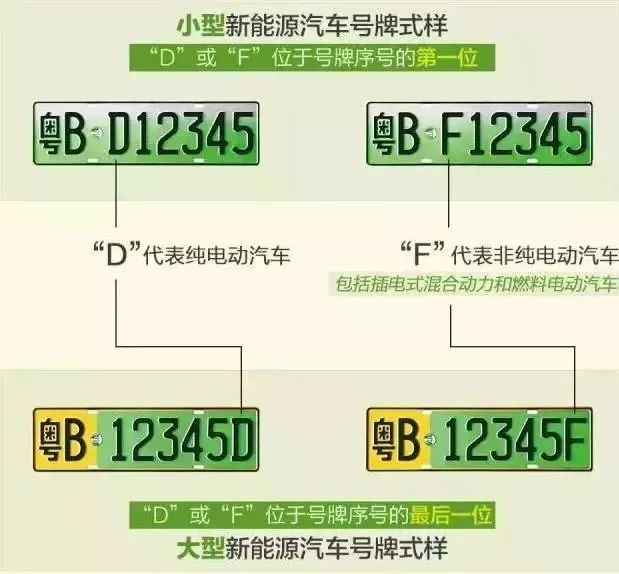 小型新能源汽车号牌式样
“D”或“F”位于号牌序号的第一位
粤B D12345
粤B F12345
“D”代表纯电动汽车
“F”代表非纯电动汽车
包括插电式混合动力和燃料电动汽车
粤B 12345D
粤B 12345F
“D”或“F”位于号牌序号的最后一位
大型新能源汽车号牌式样